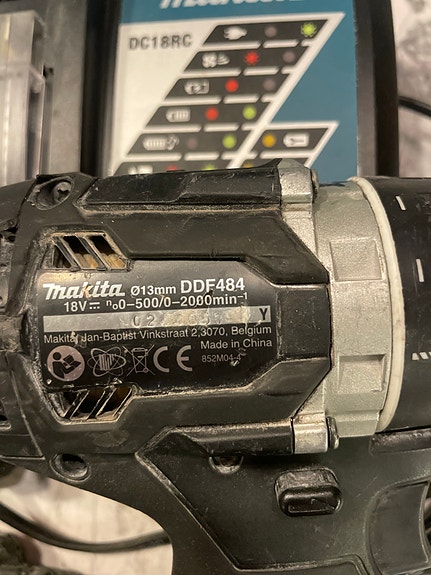 DC18RC
makita Ø13mm DDF484
18V⎓ n₀0-500/0-2000min⁻¹
Y
Makita Jan-Baptist Vinkstraat 2,3070, Belgium
Made in China
CE 852M04-4